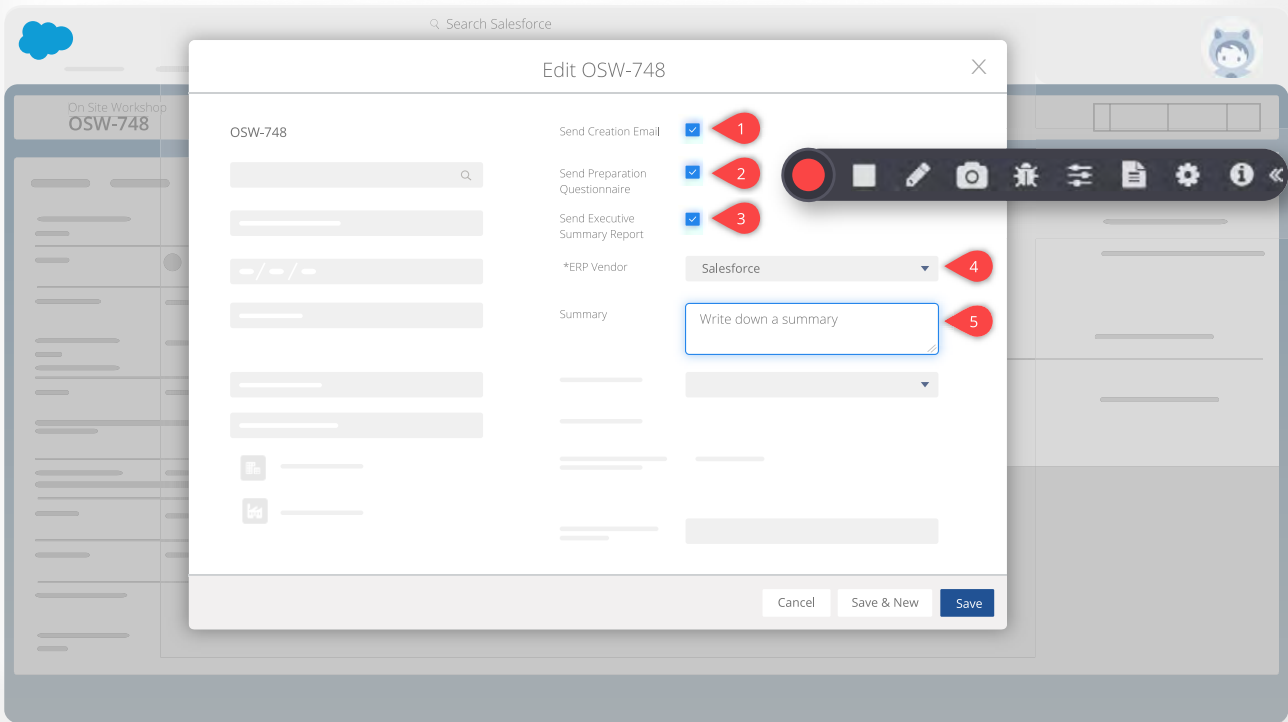 Search Salesforce
Edit OSW-748
On Site Workshop
OSW-748
OSW-748
Send Creation Email
1
Send Preparation
Questionnaire
2
Send Executive
Summary Report
3
*ERP Vendor
Salesforce
4
Summary
Write down a summary
5
Cancel
Save & New
Save